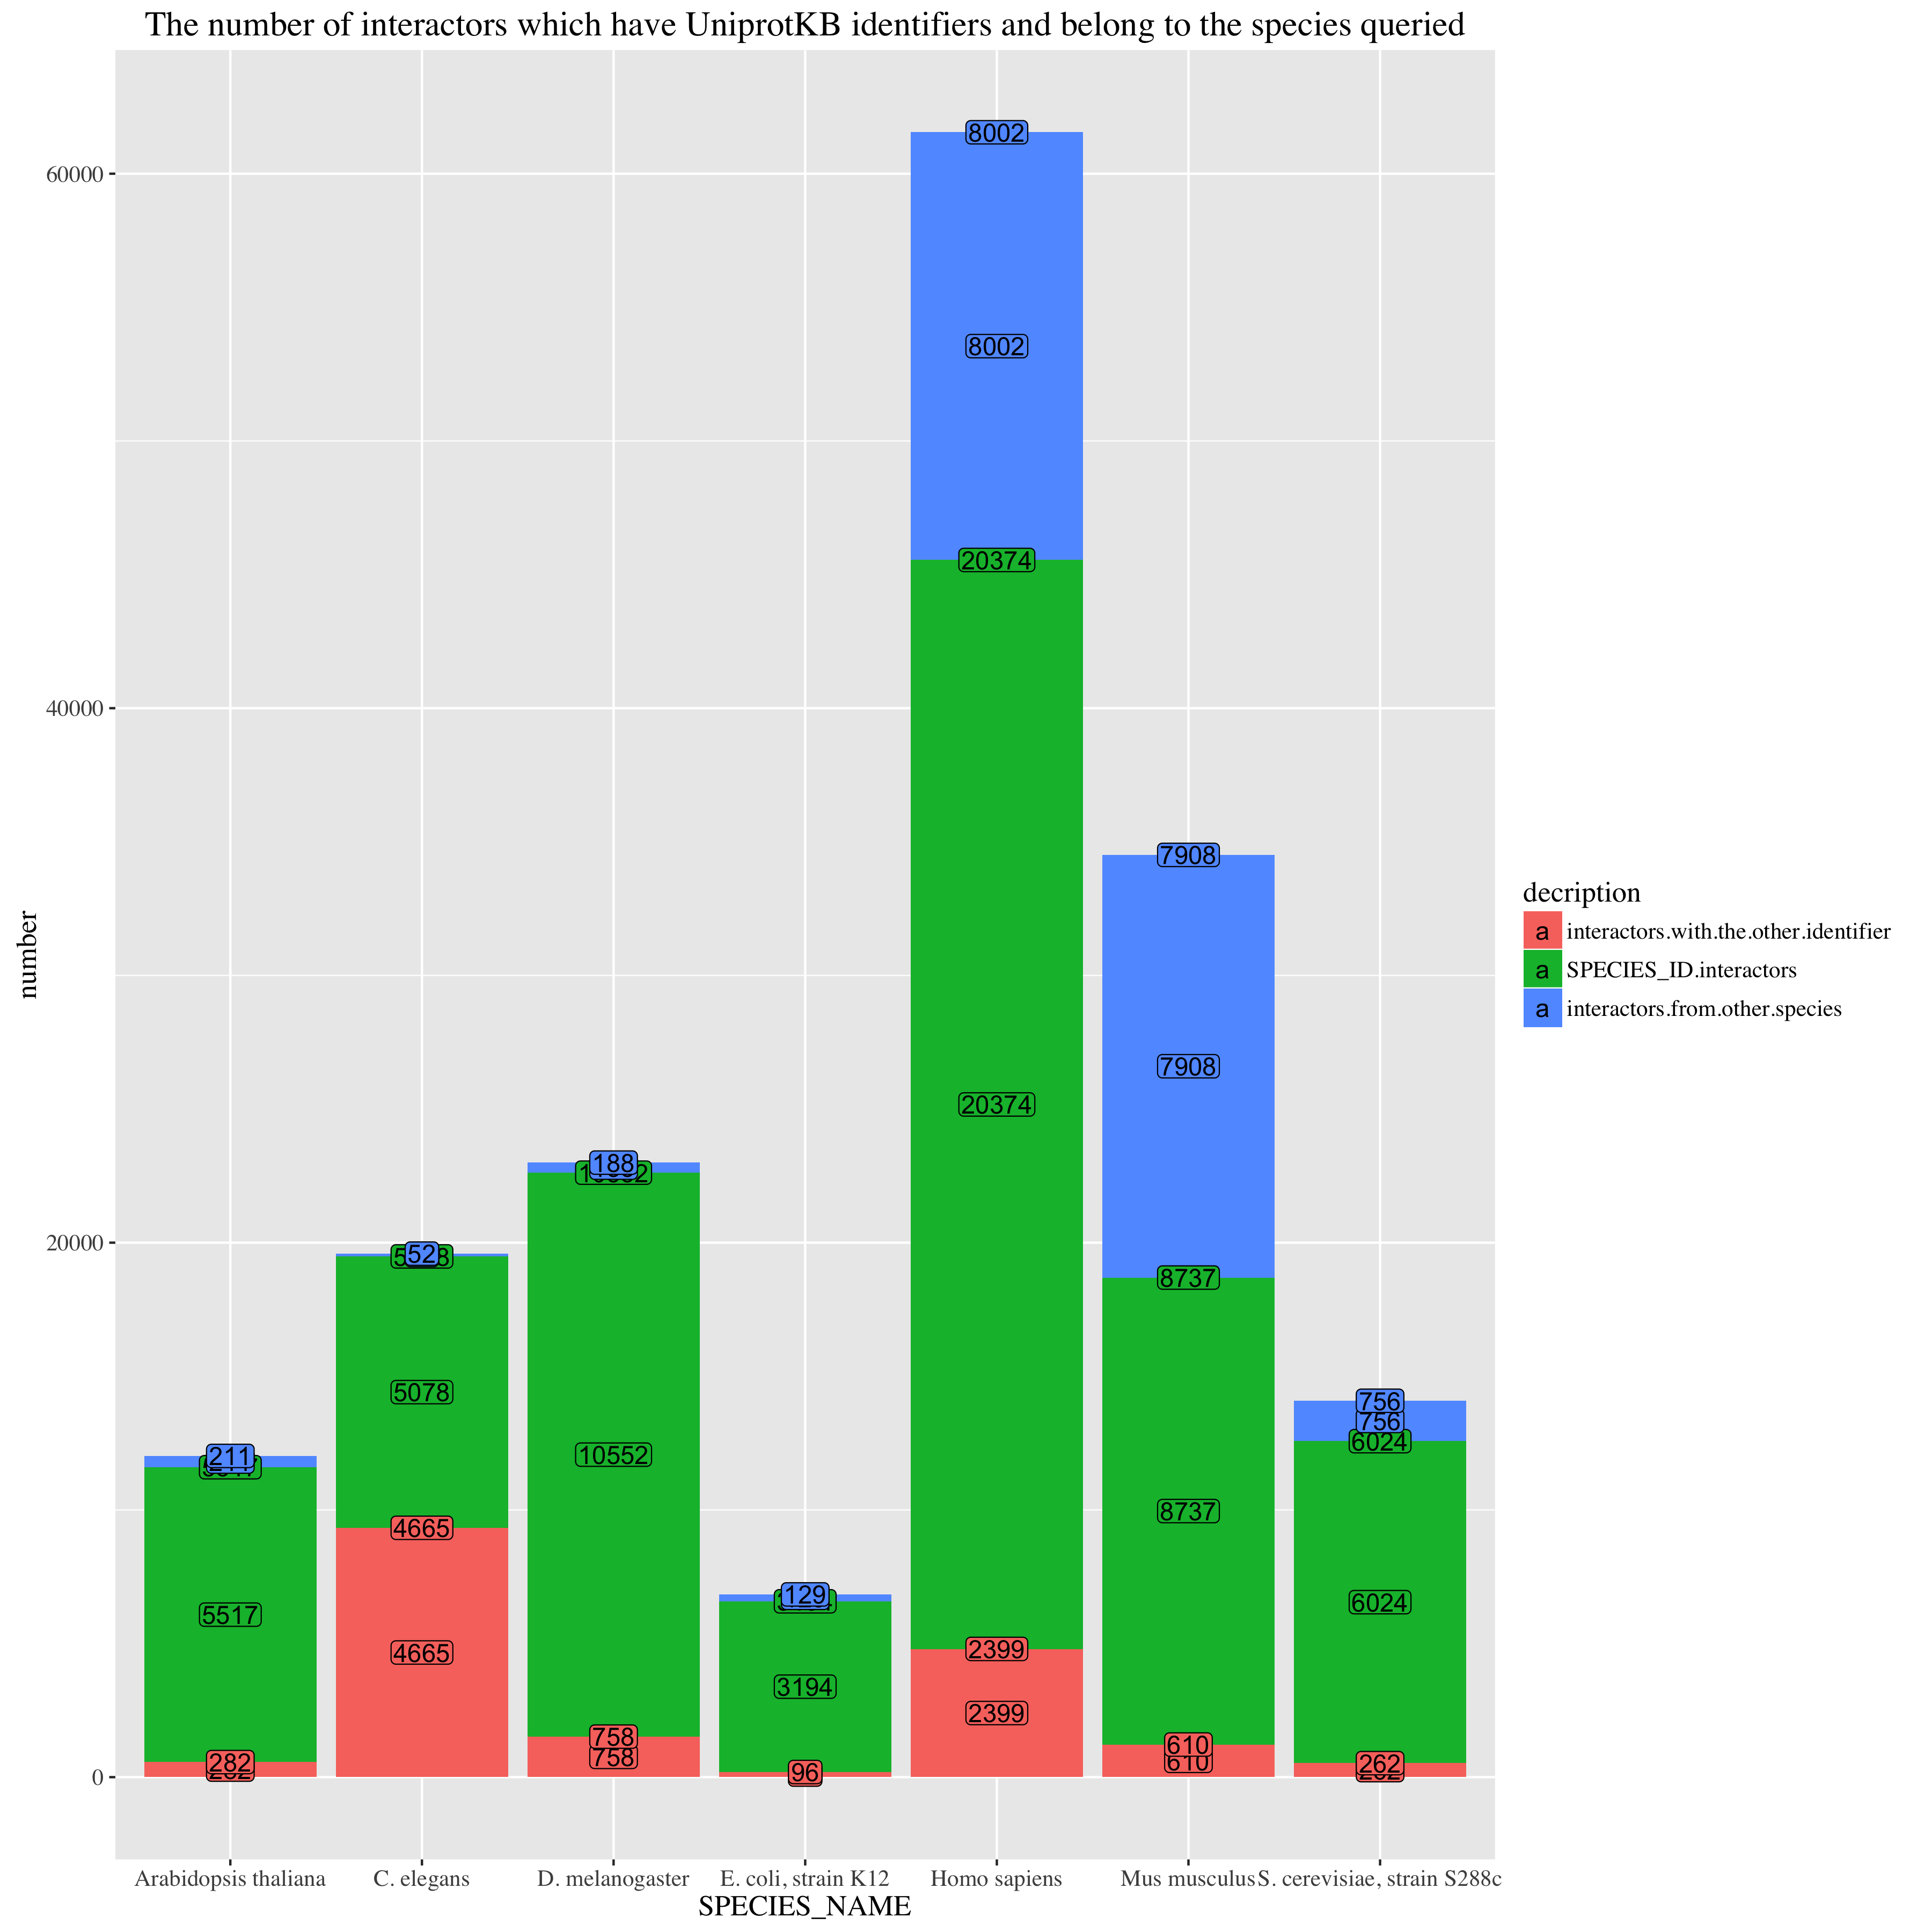 The number of interactors which have UniprotKB identifiers and belong to the species queried
8002
60000
8002
20374
40000
7908
decription
a interactors.with.the.other.identifier
number
a SPECIES_ID.interactors
a interactors.from.other.species
7908
20374
188
52
20000
8737
5078
756
756
6024
211
10552
8737
4665
129
6024
5517
3194
2399
4665
2399
758
758
610
610
282
262
96
0
Arabidopsis thaliana
C. elegans
D. melanogaster
E. coli, strain K12
Homo sapiens
Mus musculus
S. cerevisiae, strain S288c
SPECIES_NAME